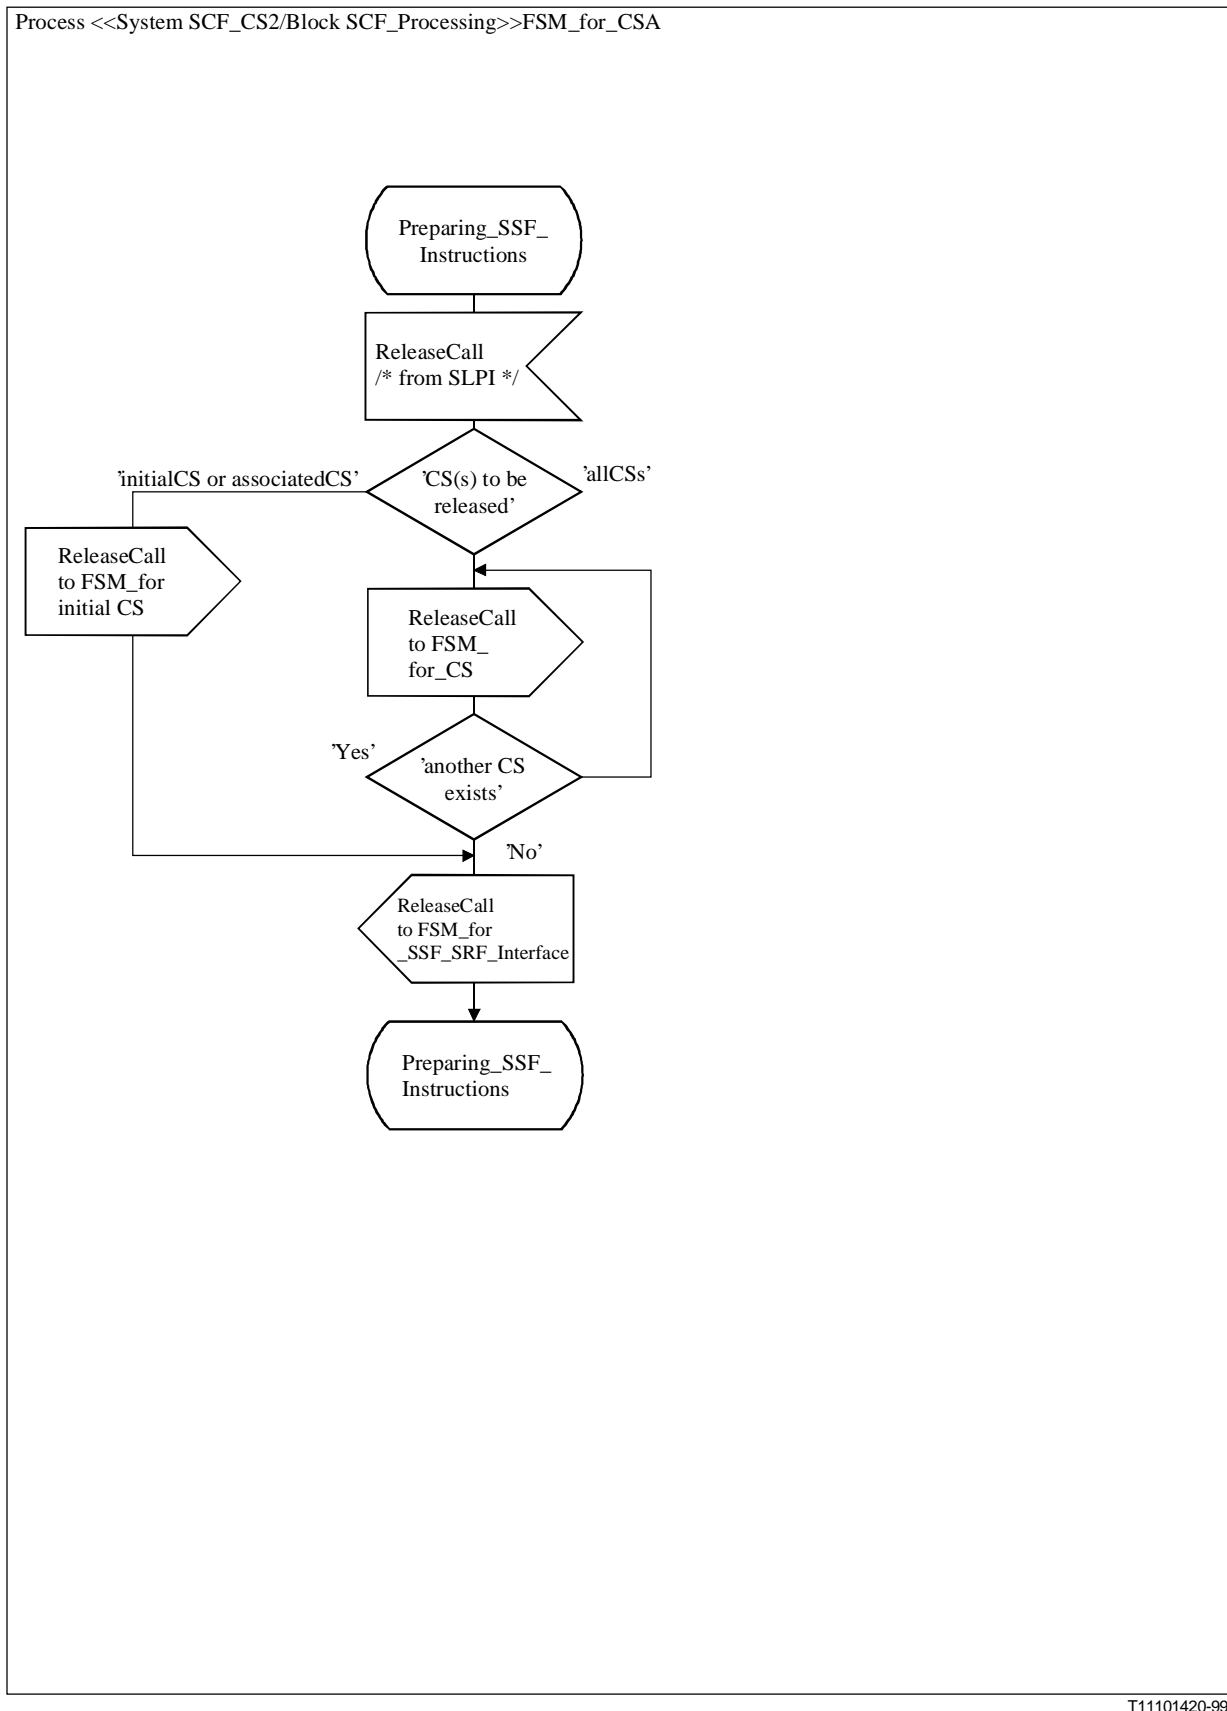 Process <<System SCF_CS2/Block SCF_Processing>>FSM_for_CSA
Preparing_SSF_
Instructions
ReleaseCall
/* from SLPI */
'initialCS or associatedCS'
'CS(s) to be
released'
'allCSs'
ReleaseCall
to FSM_for
initial CS
ReleaseCall
to FSM_
for_CS
'Yes'
'another CS
exists'
'No'
ReleaseCall
to FSM_for
_SSF_SRF_Interface
Preparing_SSF_
Instructions
T11101420-99